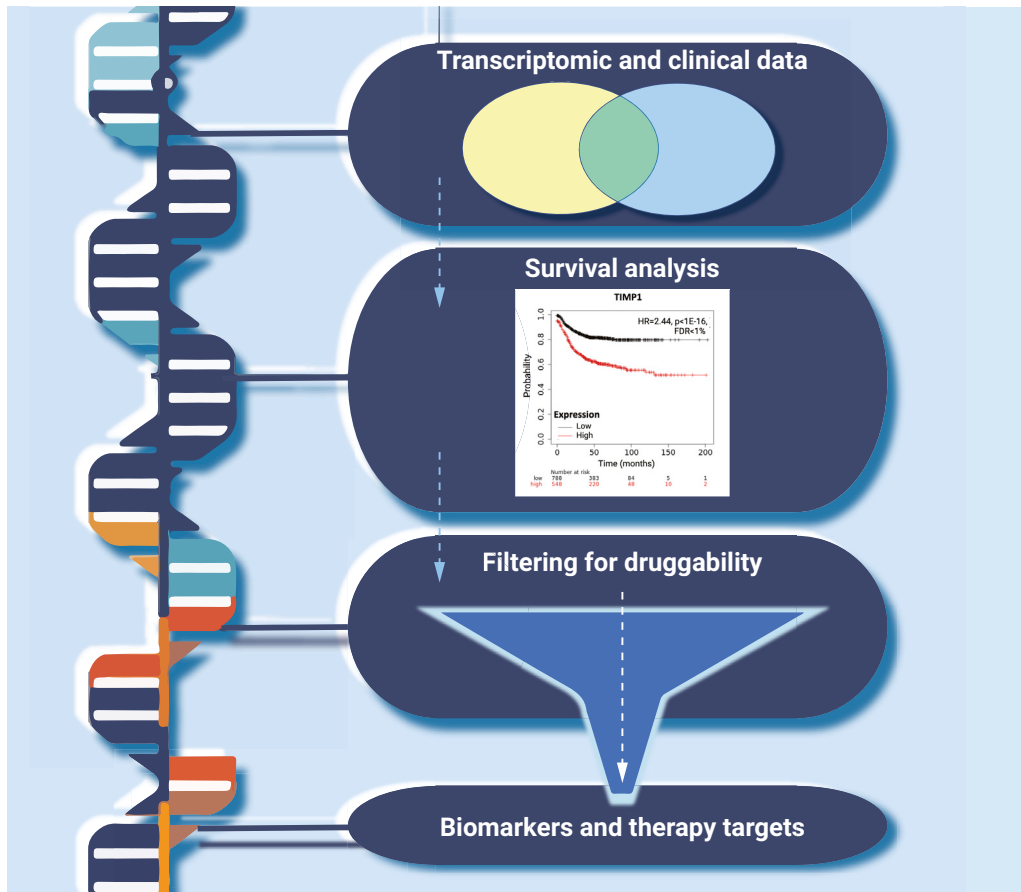 Transcriptomic and clinical data
Survival analysis
TIMP1
HR=2.44, p<1E-16,
FDR<1%
Probability
1.0
0.8
0.6
0.4
0.2
0.0
Expression
Low
High
0 50 100 150 200
Time (months)
Number at risk
low 788 383 84 5 1
high 548 220 48 10 2
Filtering for druggability
Biomarkers and therapy targets